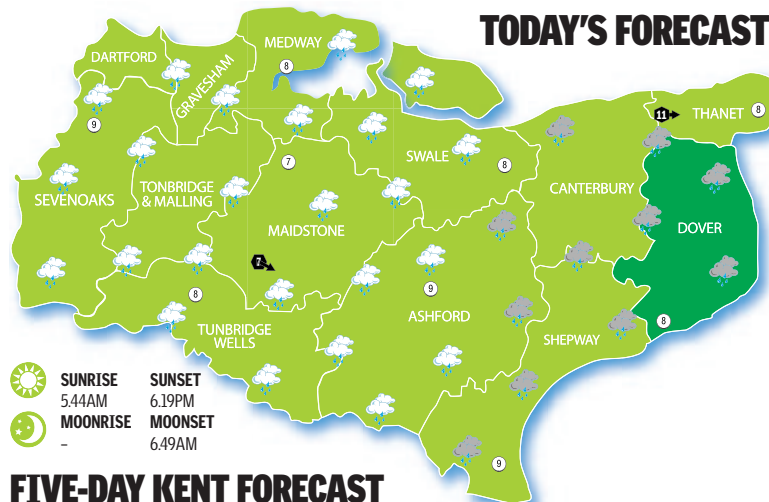 TODAY'S FORECAST
MEDWAY
DARTFORD
GRAVESHAM
8
9
11
8
THANET
7
SWALE
8
SEVENOAKS
TONBRIDGE
& MALLING
CANTERBURY
MAIDSTONE
DOVER
7
8
9
ASHFORD
8
TUNBRIDGE
WELLS
SHEPWAY
9
SUNRISE SUNSET
5.44AM 6.19PM
MOONRISE MOONSET
– 6.49AM
FIVE-DAY KENT FORECAST